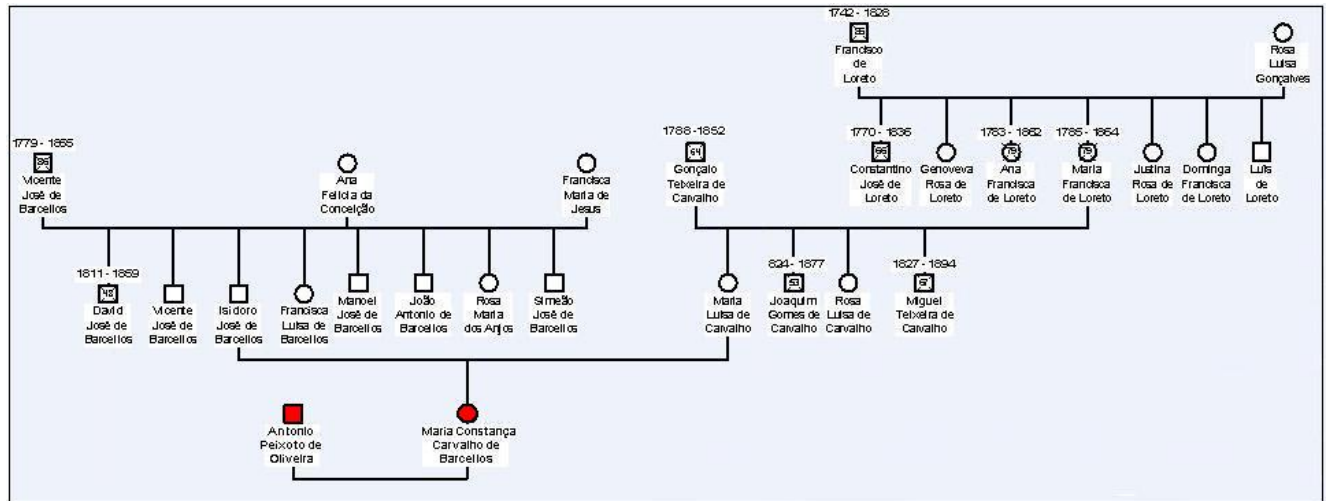 1742 - 1828
Francisco
de
Loreto
Rosa
Luisa
Gonçalves
1770 - 1836
66
Constantino
José de
Loreto
Genoveva
Rosa de
Loreto
1783 - 1862
79
Ana
Francisca
de Loreto
1785 - 1864
79
Maria
Francisca
de Loreto
Justina
Rosa de
Loreto
Dominga
Francisca
de Loreto
Luís
de
Loreto
1779 - 1865
86
Vicente
José de
Barcellos
Ana
Felicia da
Conceição
Francisca
Maria de
Jesus
1788 -1852
64
Gonçalo
Teixeira de
Carvalho
1811 - 1859
48
David
José de
Barcellos
Vicente
José de
Barcellos
Isidoro
José de
Barcellos
Francisca
Luisa de
Barcellos
Manoel
José de
Barcellos
João
Antonio de
Barcellos
Rosa
Maria
dos Anjos
Simeão
José de
Barcellos
Maria
Luisa de
Carvalho
824 - 1877
53
Joaquim
Gomes de
Carvalho
Rosa
Luisa de
Carvalho
1827 - 1894
67
Miguel
Teixeira de
Carvalho
Antonio
Peixoto de
Oliveira
Maria Constança
Carvalho de
Barcellos